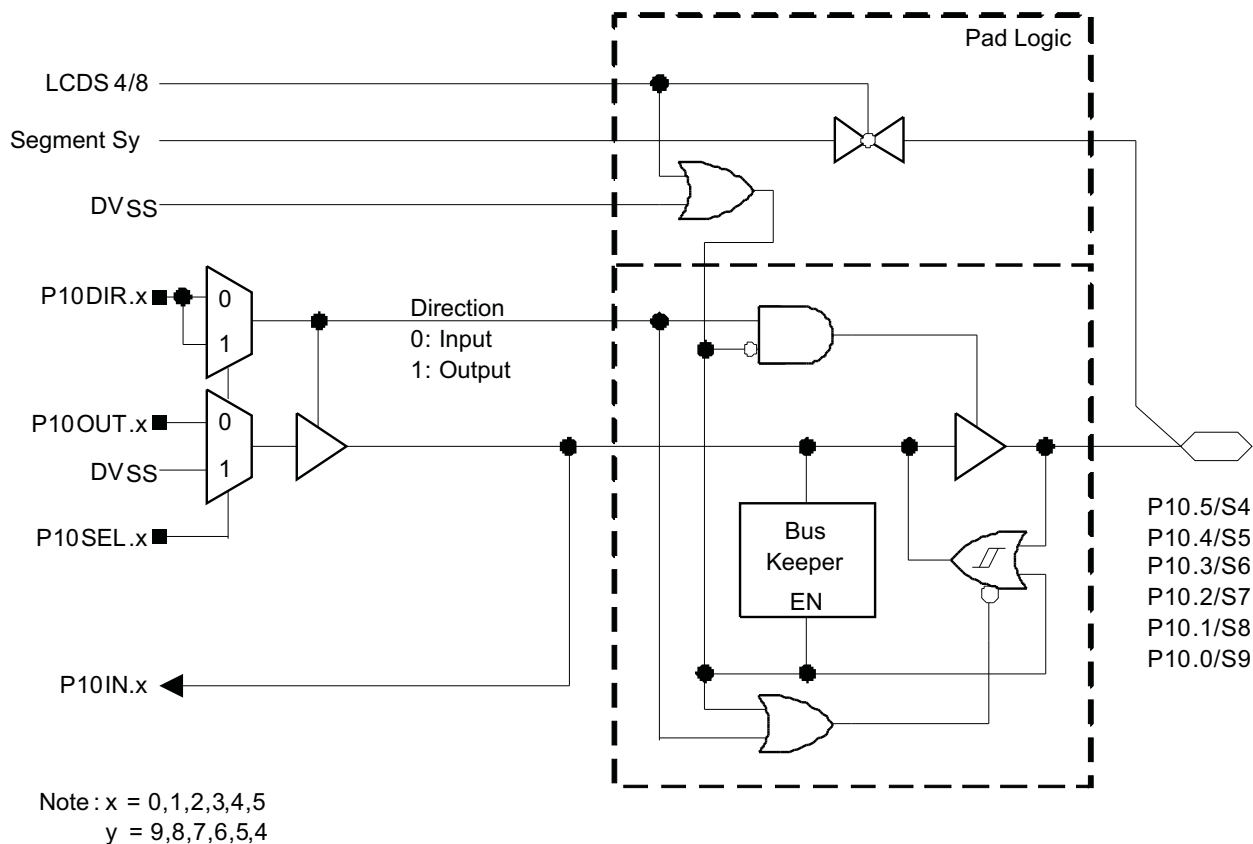 Pad Logic
LCDS 4/8
Segment Sy
DVSS
P10DIR.x
0
1
Direction
0: Input
1: Output
P10OUT.x
0
DVSS
1
P10SEL.x
Bus
Keeper
EN
P10.5/S4
P10.4/S5
P10.3/S6
P10.2/S7
P10.1/S8
P10.0/S9
P10IN.x
Note : x = 0,1,2,3,4,5
y = 9,8,7,6,5,4